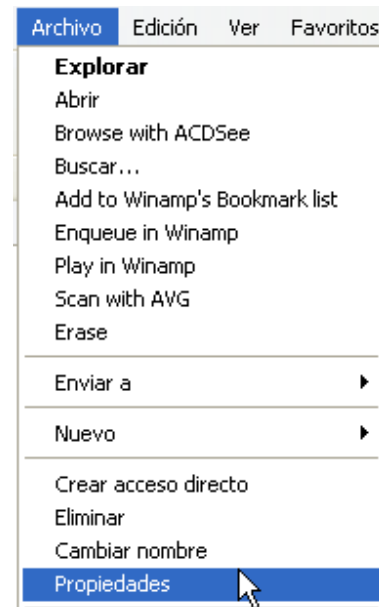 Archivo Edición Ver Favoritos
Explorar
Abrir
Browse with ACDSee
Buscar...
Add to Winamp's Bookmark list
Enqueue in Winamp
Play in Winamp
Scan with AVG
Erase
Enviar a
Nuevo
Crear acceso directo
Eliminar
Cambiar nombre
Propiedades